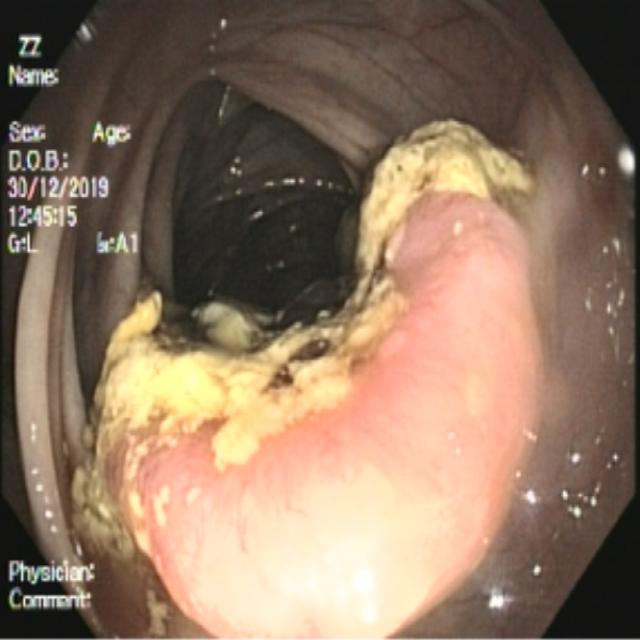 ZZ
Name:
Sex: Age:
D.O.B.:
30/12/2019
12:45:15
G:L
Physician:
Comment: